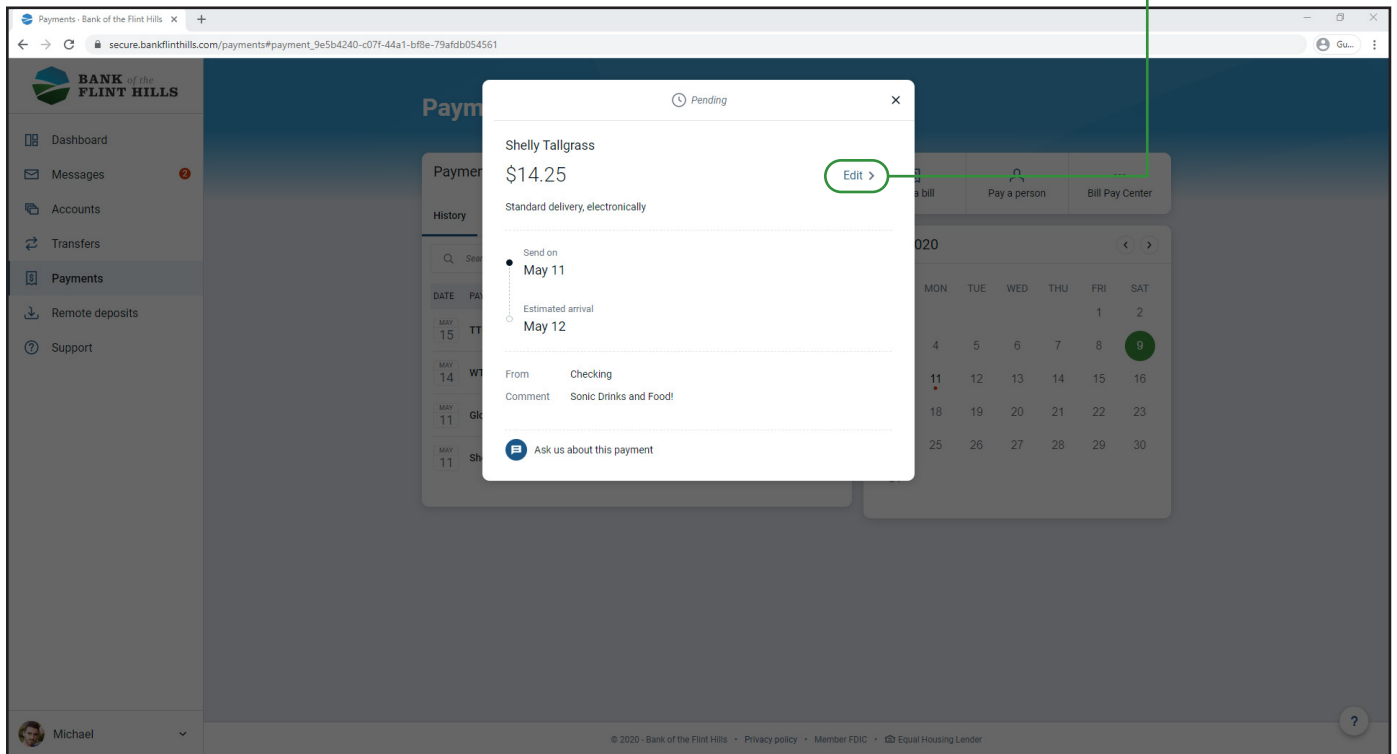 Payments · Bank of the Flint Hills
secure.bankflinthills.com/payments#payment_9e5b4240-c07f-44a1-bf8e-79afdb054561
Gu...
BANK of the
FLINT HILLS
Dashboard
Messages 2
Accounts
Transfers
Payments
Remote deposits
Support
Michael
Pending
Shelly Tallgrass
$14.25
Edit
Standard delivery, electronically
Send on
May 11
Estimated arrival
May 12
From Checking
Comment Sonic Drinks and Food!
Ask us about this payment
History
DATE
MAY
15 TT
MAY
14
MAY
11
MAY
11
bill Pay a person Bill Pay Center
020
MON TUE WED THU FRI SAT
1 2
4 5 6 7 8 9
11 12 13 14 15 16
18 19 20 21 22 23
25 26 27 28 29 30
© 2020 - Bank of the Flint Hills · Privacy policy · Member FDIC · Equal Housing Lender
?